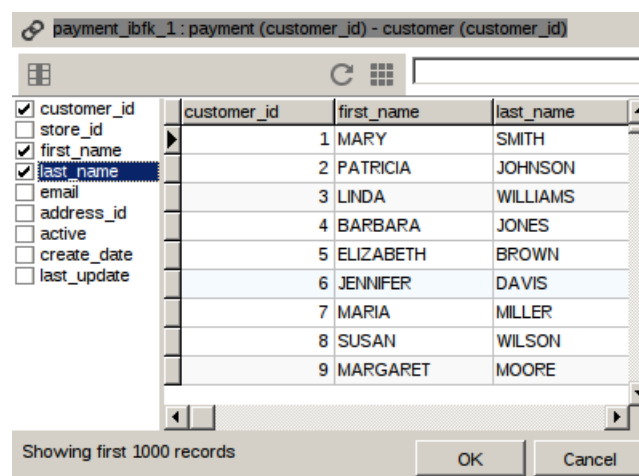 payment_ibfk_1 : payment (customer_id) - customer (customer_id)
customer_id
store_id
first_name
last_name
email
address_id
active
create_date
last_update
customer_id first_name last_name
1 MARY SMITH
2 PATRICIA JOHNSON
3 LINDA WILLIAMS
4 BARBARA JONES
5 ELIZABETH BROWN
6 JENNIFER DAVIS
7 MARIA MILLER
8 SUSAN WILSON
9 MARGARET MOORE
Showing first 1000 records
OK Cancel